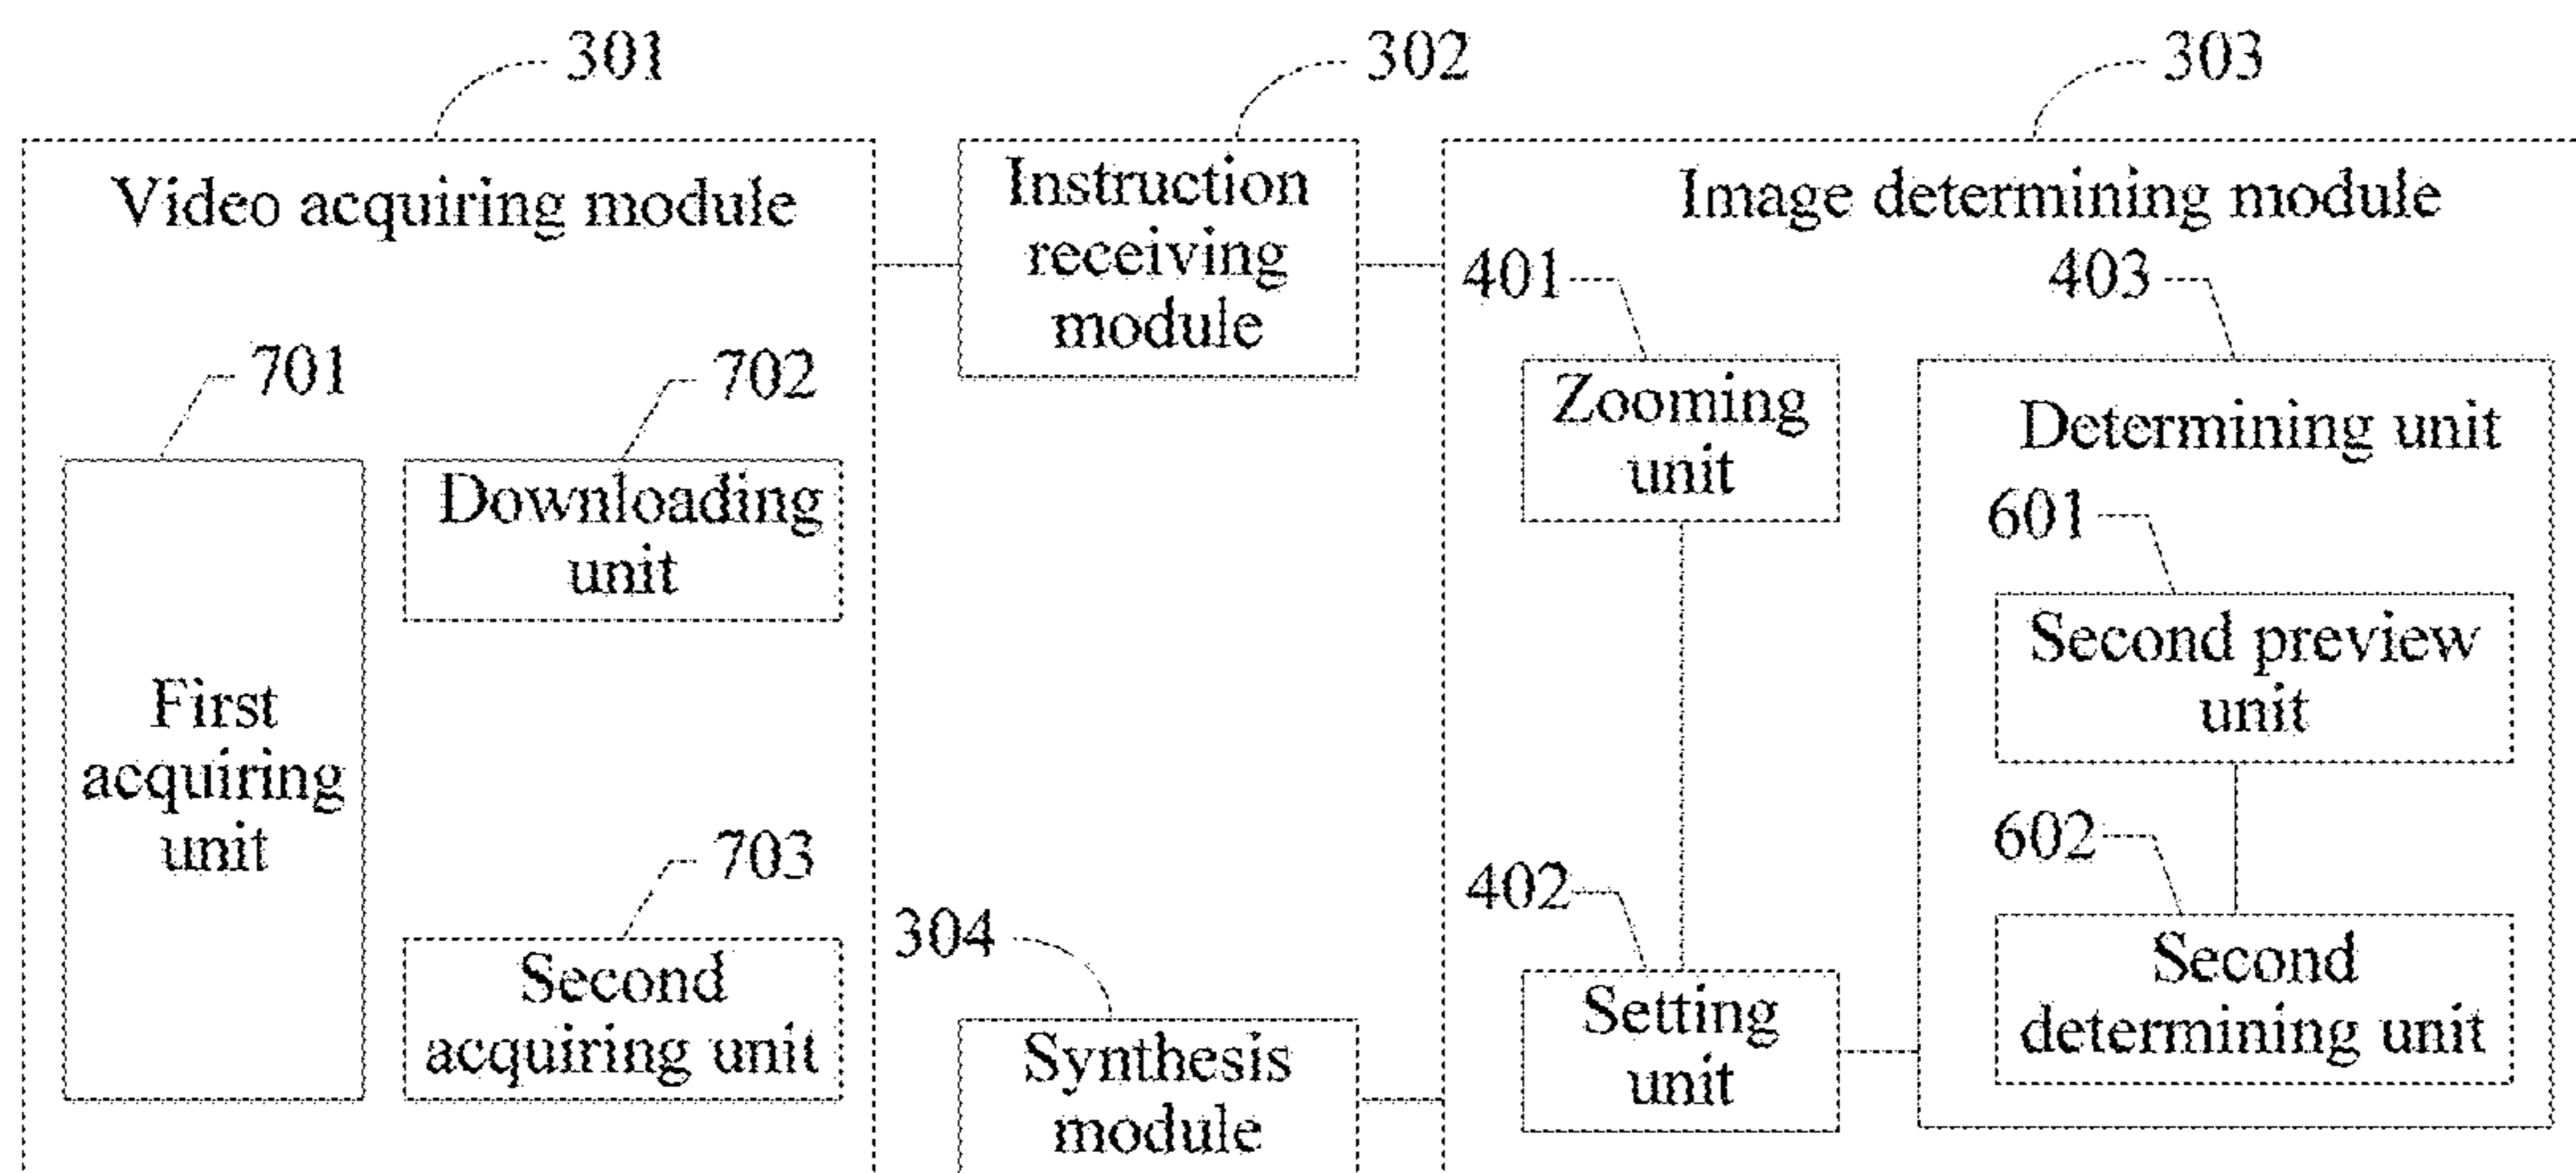 301
302
303
Video acquiring module
Instruction
receiving
module
Image determining module
401
403
701
702
Zooming
unit
Determining unit
Downloading
unit
601
Second preview
unit
First
acquiring
unit
703
602
402
304
Second
acquiring unit
Second
determining unit
Setting
unit
Synthesis
module